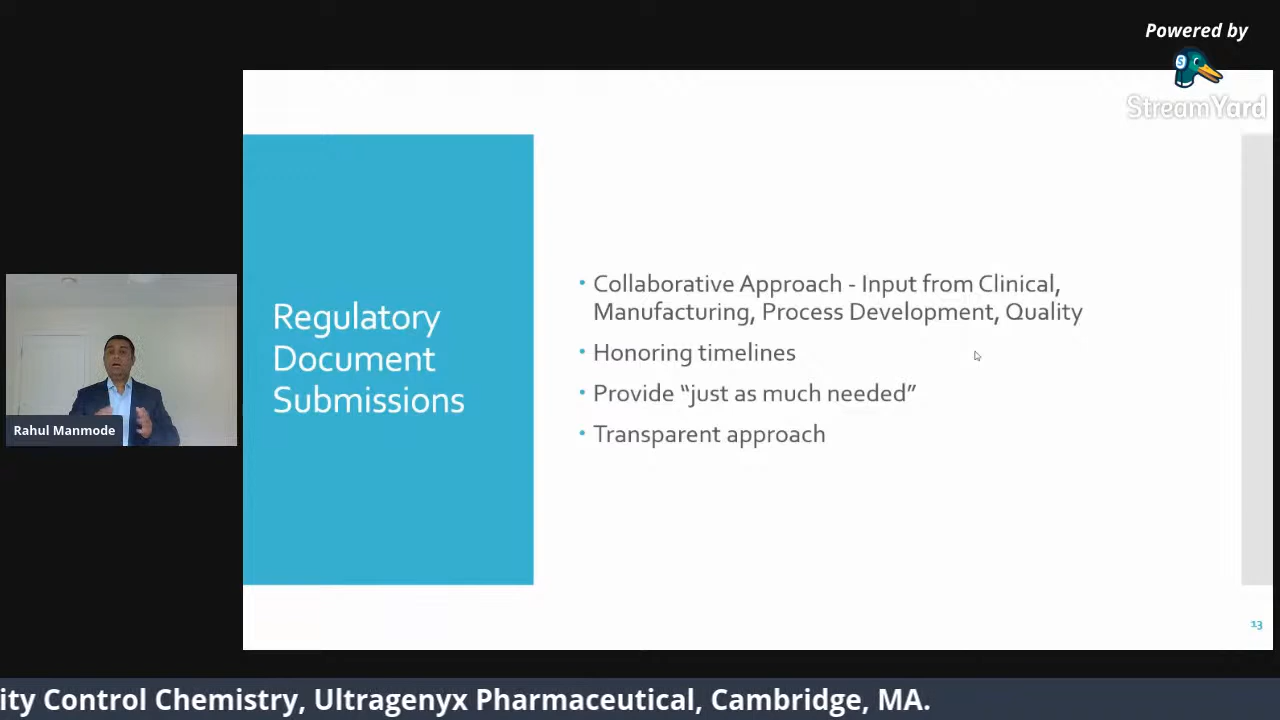 Powered by
StreamYard
Regulatory
Document
Submissions
• Collaborative Approach - Input from Clinical,
Manufacturing, Process Development, Quality
• Honoring timelines
• Provide “just as much needed”
• Transparent approach
Rahul Manmode
13
ity Control Chemistry, Ultragenyx Pharmaceutical, Cambridge, MA.